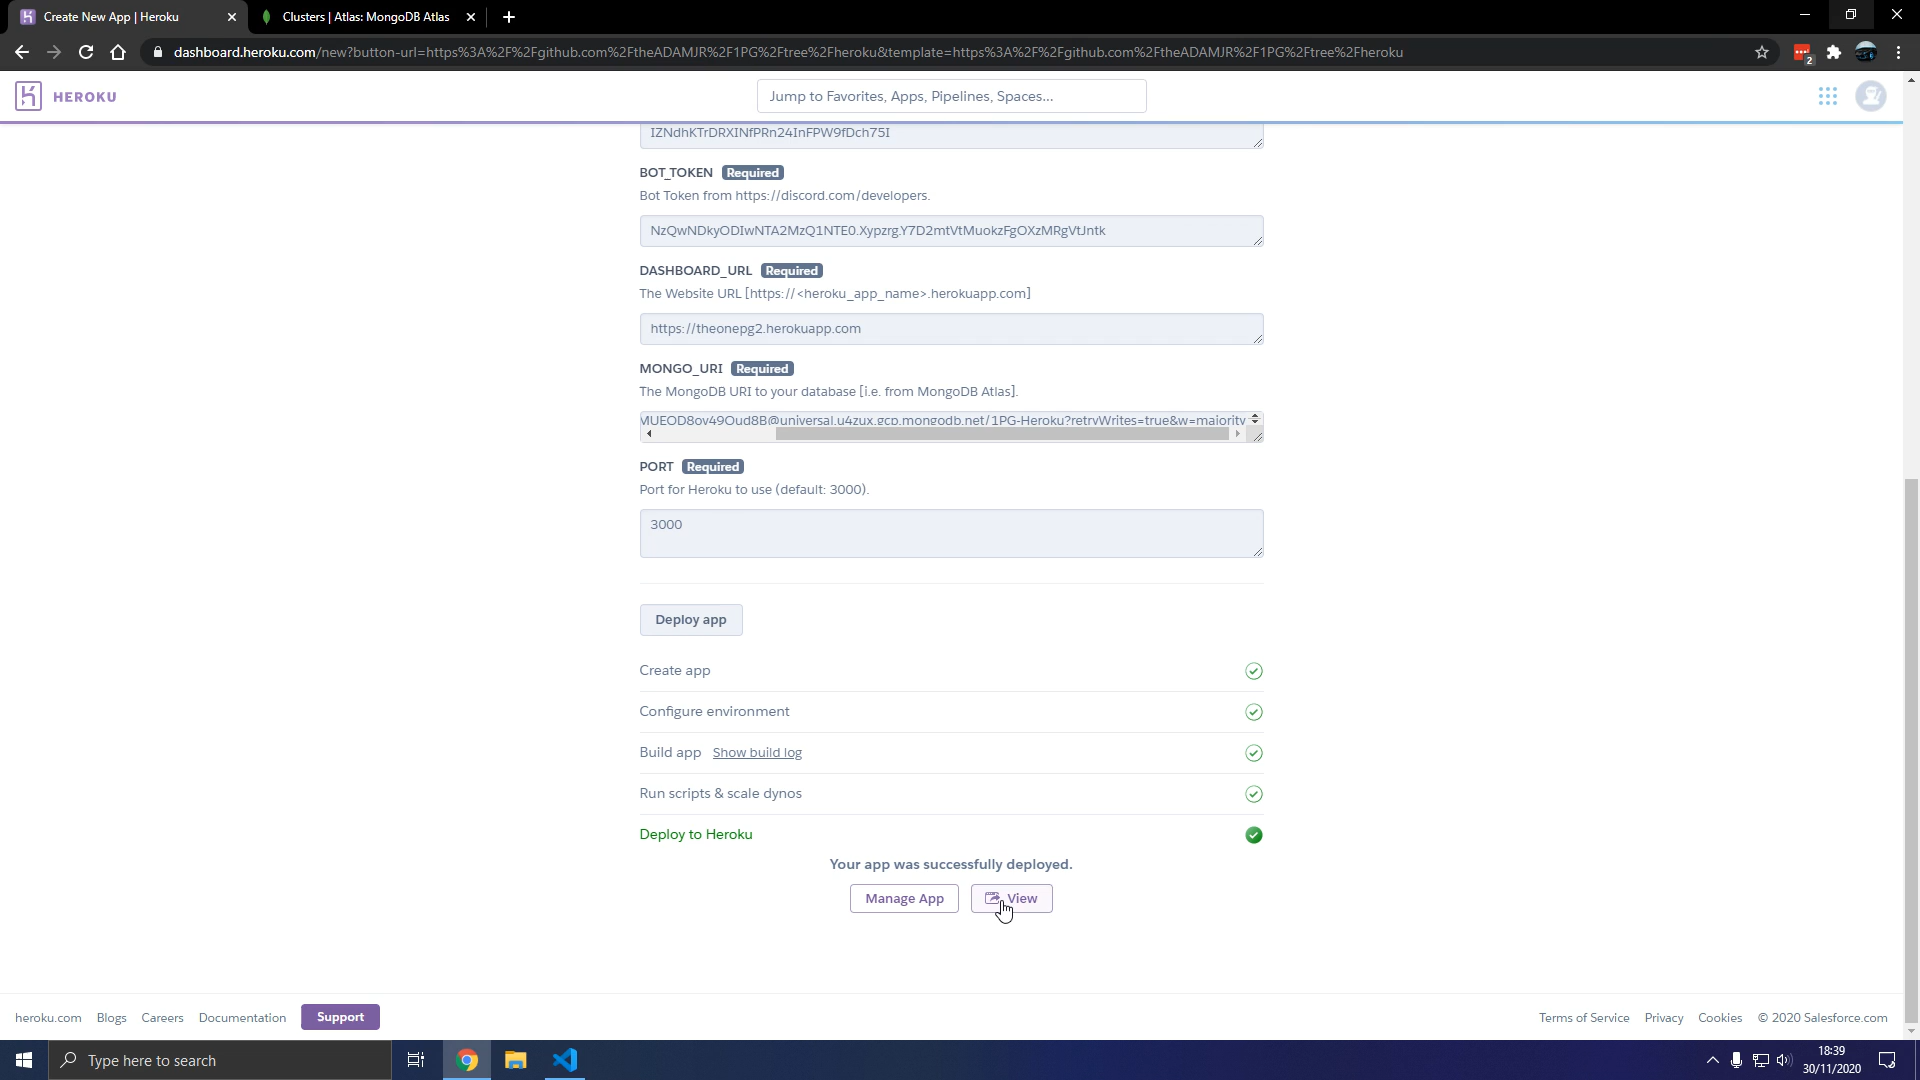 Create New App | Heroku
Clusters | Atlas: MongoDB Atlas
dashboard.heroku.com/new?button-url=https%3A%2F%2Fgithub.com%2FtheADAMJR%2F1PG%2Ftree%2Fheroku&template=https%3A%2F%2Fgithub.com%2FtheADAMJR%2F1PG%2Ftree%2Fheroku
2
HEROKU
Jump to Favorites, Apps, Pipelines, Spaces...
IZNdhKTrDRXINfPRn24InFPW9fDch75I
BOT_TOKEN Required
Bot Token from https://discord.com/developers.
NzQwNDkyODIwNTA2MzQ1NTE0.Xypzrg.Y7D2mtVtMuokzFgOXzMRgVtJntk
DASHBOARD_URL Required
The Website URL [https://<heroku_app_name>.herokuapp.com]
https://theonepg2.herokuapp.com
MONGO_URI Required
The MongoDB URI to your database [i.e. from MongoDB Atlas].
MUEOD8ov49Oud8B@universal.u4zux.gcp.mongodb.net/1PG-Heroku?retryWrites=true&w=majority
PORT Required
Port for Heroku to use (default: 3000).
3000
Deploy app
Create app
Configure environment
Build app Show build log
Run scripts & scale dynos
Deploy to Heroku
Your app was successfully deployed.
Manage App View
heroku.com Blogs Careers Documentation Support
Terms of Service Privacy Cookies © 2020 Salesforce.com
Type here to search
18:39
30/11/2020